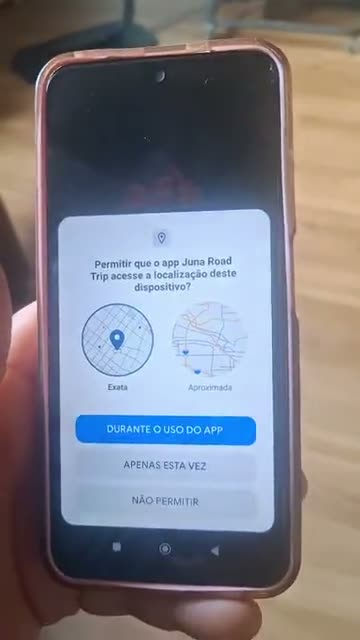 Permitir que o app Juna Road
Trip acesse a localização deste
dispositivo?
Exata
Aproximada
DURANTE O USO DO APP
APENAS ESTA VEZ
NÃO PERMITIR